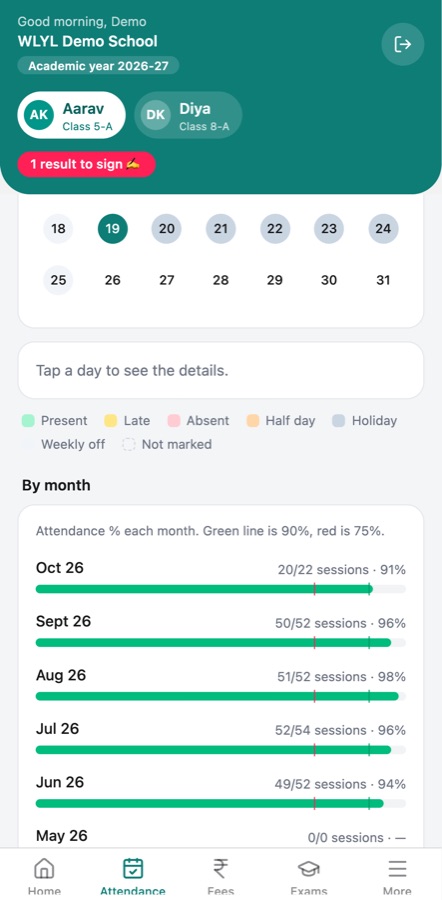 Good morning, Demo
WLYL Demo School
Academic year 2026-27
AK Aarav Class 5-A
DK Diya Class 8-A
1 result to sign ✍️
18 19 20 21 22 23 24
25 26 27 28 29 30 31
Tap a day to see the details.
Present Late Absent Half day Holiday
Weekly off Not marked
By month
Attendance % each month. Green line is 90%, red is 75%.
Oct 26 20/22 sessions · 91%
Sept 26 50/52 sessions · 96%
Aug 26 51/52 sessions · 98%
Jul 26 52/54 sessions · 96%
Jun 26 49/52 sessions · 94%
May 26 0/0 sessions · —
Home Attendance Fees Exams More